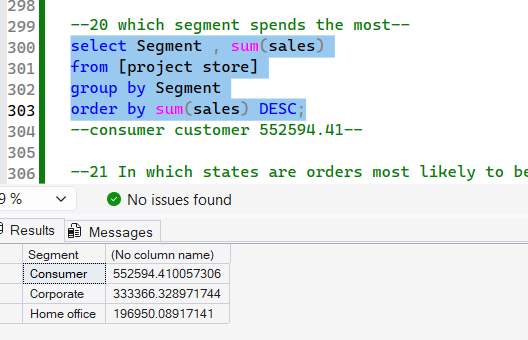 298
299 --20 which segment spends the most--
300 select Segment , sum(sales)
301 from [project store]
302 group by Segment
303 order by sum(sales) DESC;
304 --consumer customer 552594.41--
305
306 --21 In which states are orders most likely to be
9 % No issues found
Results Messages
Segment (No column name)
Consumer 552594.410057306
Corporate 333366.328971744
Home office 196950.08917141